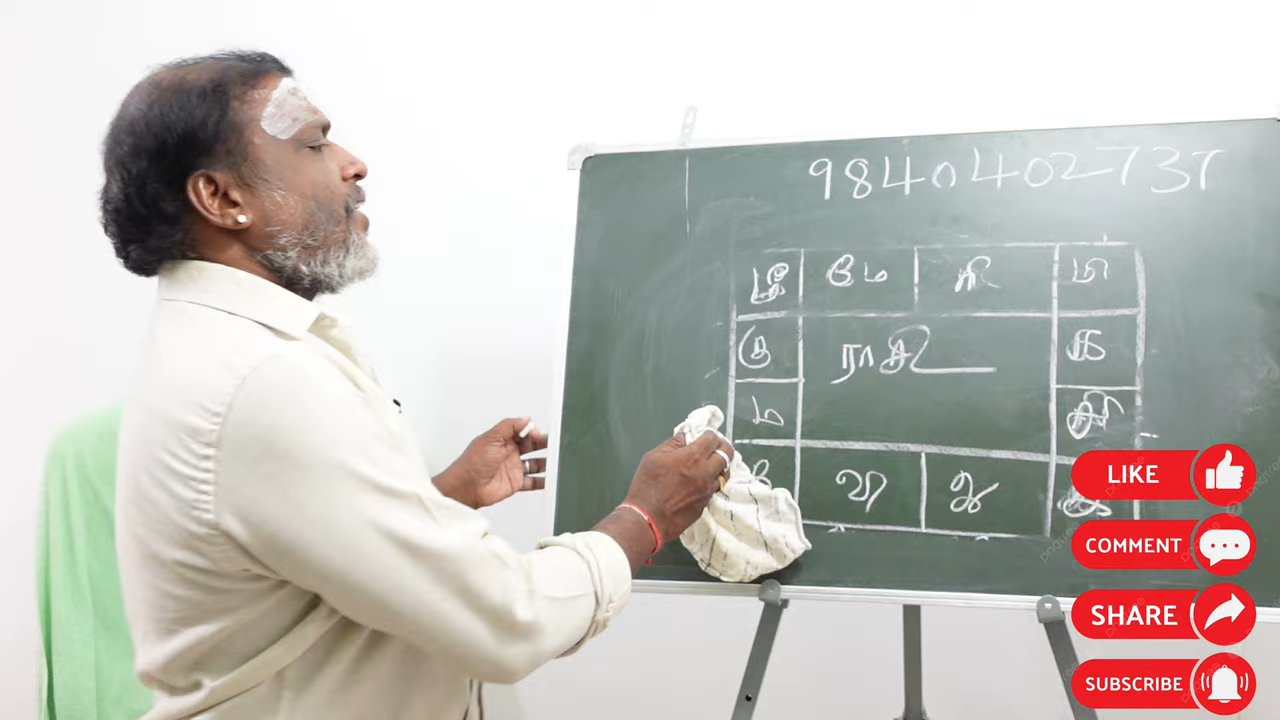 9840402737
மீ மே ரி மி
கு ராசி க
ம சி
வி து
LIKE
COMMENT
SHARE
SUBSCRIBE